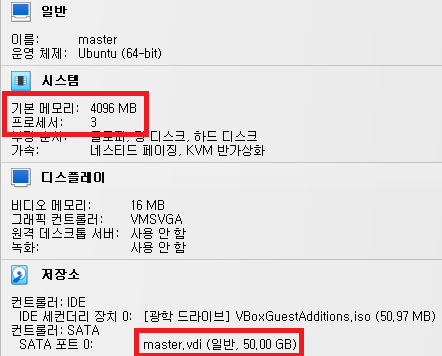 일반
이름: master
운영 체제: Ubuntu (64-bit)
시스템
기본 메모리: 4096 MB
프로세서: 3
부팅 순서: 플로피, 광 디스크, 하드 디스크
가속: 네스티드 페이징, KVM 반가상화
디스플레이
비디오 메모리: 16 MB
그래픽 컨트롤러: VMSVGA
원격 데스크톱 서버: 사용 안 함
녹화: 사용 안 함
저장소
컨트롤러: IDE
IDE 세컨더리 장치 0: [광학 드라이브] VBoxGuestAdditions.iso (50.97 MB)
컨트롤러: SATA
SATA 포트 0: master.vdi (일반, 50.00 GB)